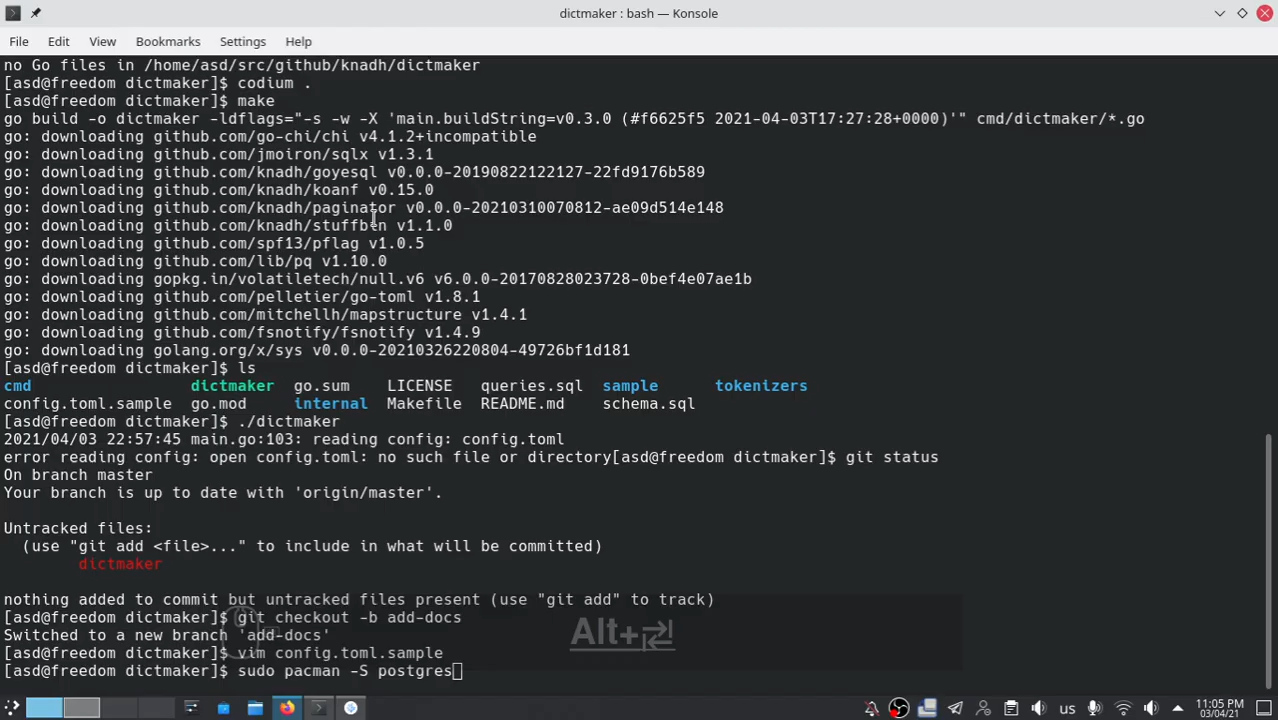 dictmaker : bash — Konsole
File Edit View Bookmarks Settings Help
no Go files in /home/asd/src/github/knadh/dictmaker
[asd@freedom dictmaker]$ codium .
[asd@freedom dictmaker]$ make
go build -o dictmaker -ldflags="-s -w -X 'main.buildString=v0.3.0 (#f6625f5 2021-04-03T17:27:28+0000)'" cmd/dictmaker/*.go
go: downloading github.com/go-chi/chi v4.1.2+incompatible
go: downloading github.com/jmoiron/sqlx v1.3.1
go: downloading github.com/knadh/goyesql v0.0.0-20190822122127-22fd9176b589
go: downloading github.com/knadh/koanf v0.15.0
go: downloading github.com/knadh/paginator v0.0.0-20210310070812-ae09d514e148
go: downloading github.com/knadh/stuffbin v1.1.0
go: downloading github.com/spf13/pflag v1.0.5
go: downloading github.com/lib/pq v1.10.0
go: downloading gopkg.in/volatiletech/null.v6 v6.0.0-20170828023728-0bef4e07ae1b
go: downloading github.com/pelletier/go-toml v1.8.1
go: downloading github.com/mitchellh/mapstructure v1.4.1
go: downloading github.com/fsnotify/fsnotify v1.4.9
go: downloading golang.org/x/sys v0.0.0-20210326220804-49726bf1d181
[asd@freedom dictmaker]$ ls
cmd dictmaker go.sum LICENSE queries.sql sample tokenizers
config.toml.sample go.mod internal Makefile README.md schema.sql
[asd@freedom dictmaker]$ ./dictmaker
2021/04/03 22:57:45 main.go:103: reading config: config.toml
error reading config: open config.toml: no such file or directory[asd@freedom dictmaker]$ git status
On branch master
Your branch is up to date with 'origin/master'.
Untracked files:
(use "git add <file>..." to include in what will be committed)
dictmaker
nothing added to commit but untracked files present (use "git add" to track)
[asd@freedom dictmaker]$ git checkout -b add-docs
Switched to a new branch 'add-docs'
Alt+
[asd@freedom dictmaker]$ vim config.toml.sample
[asd@freedom dictmaker]$ sudo pacman -S postgres
us 11:05 PM
03/04/21